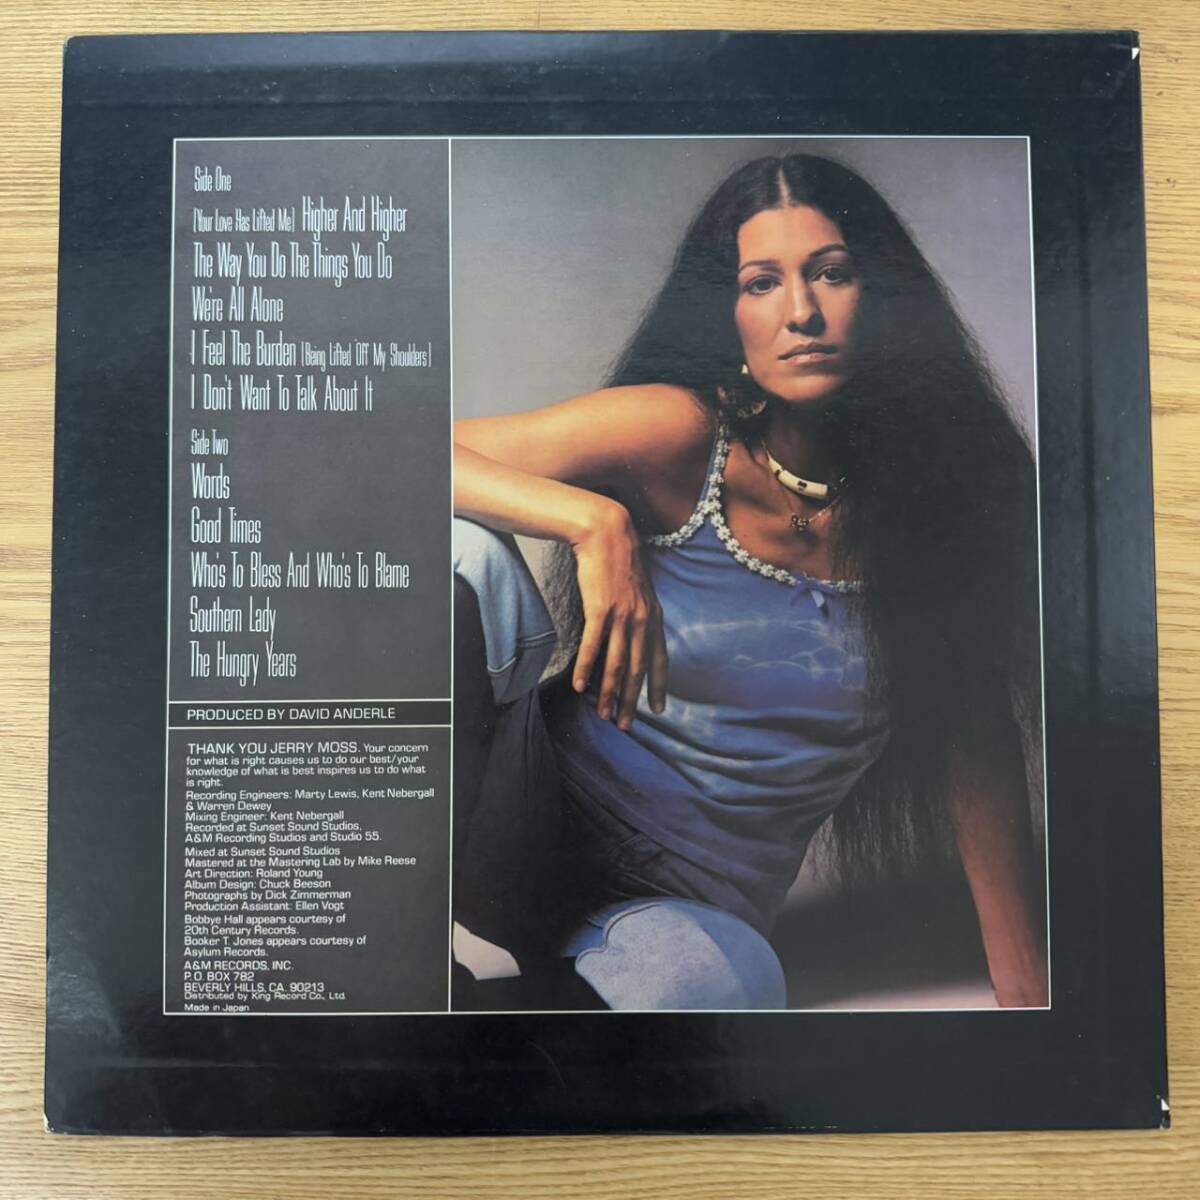 Side One
(Your Love Has Lifted Me) Higher And Higher
The Way You Do The Things You Do
We're All Alone
I Feel The Burden (Being Lifted Off My Shoulders)
I Don't Want To Talk About It
Side Two
Words
Good Times
Who's To Bless And Who's To Blame
Southern Lady
The Hungry Years
PRODUCED BY DAVID ANDERLE
THANK YOU JERRY MOSS. Your concern
for what is right causes us to do our best/your
knowledge of what is best inspires us to do what
is right.
Recording Engineers: Marty Lewis, Kent Nebergall
& Warren Dewey
Mixing Engineer: Kent Nebergall
Recorded at Sunset Sound Studios,
A&M Recording Studios and Studio 55.
Mixed at Sunset Sound Studios
Mastered at the Mastering Lab by Mike Reese
Art Direction: Roland Young
Album Design: Chuck Beeson
Photographs by Dick Zimmerman
Production Assistant: Ellen Vogt
Bobbye Hall appears courtesy of
20th Century Records.
Booker T. Jones appears courtesy of
Asylum Records.
A&M RECORDS, INC.
P.O. BOX 782
BEVERLY HILLS, CA. 90213
Distributed by King Record Co., Ltd.
Made in Japan